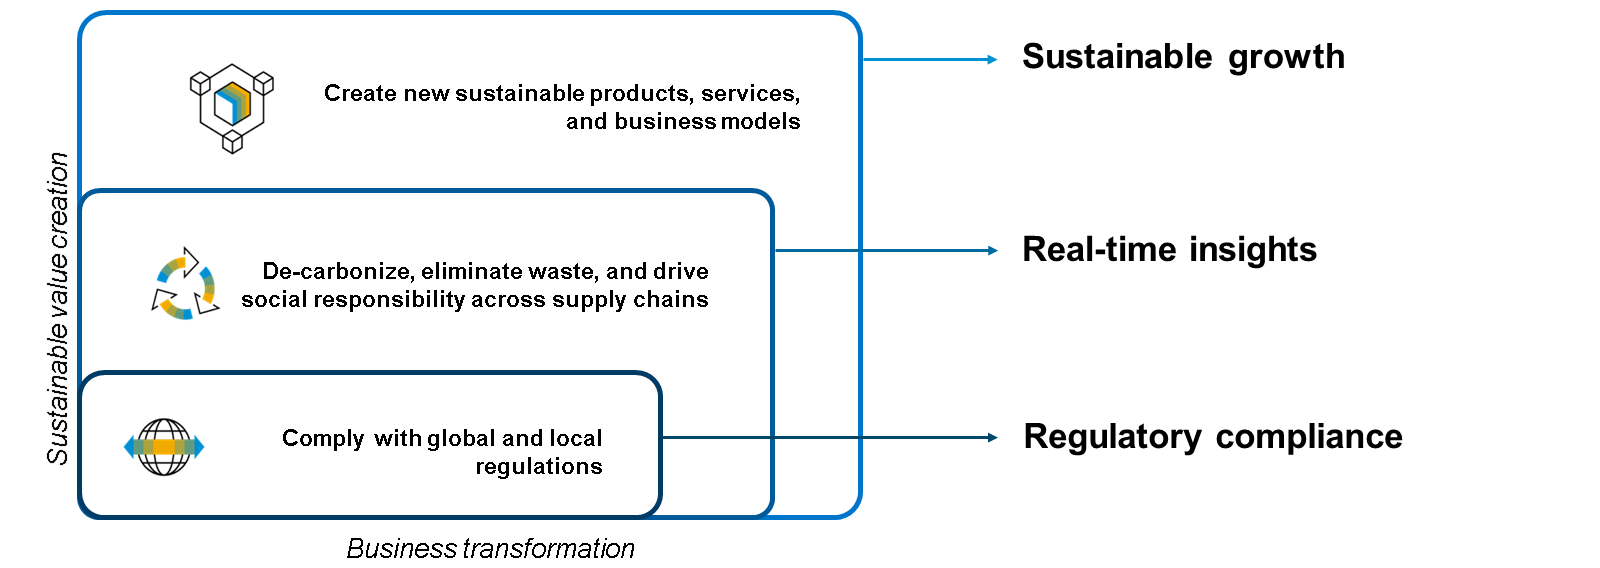 Sustainable growth
Create new sustainable products, services,
and business models
Sustainable value creation
Real-time insights
De-carbonize, eliminate waste, and drive
social responsibility across supply chains
Regulatory compliance
Comply with global and local
regulations
Business transformation